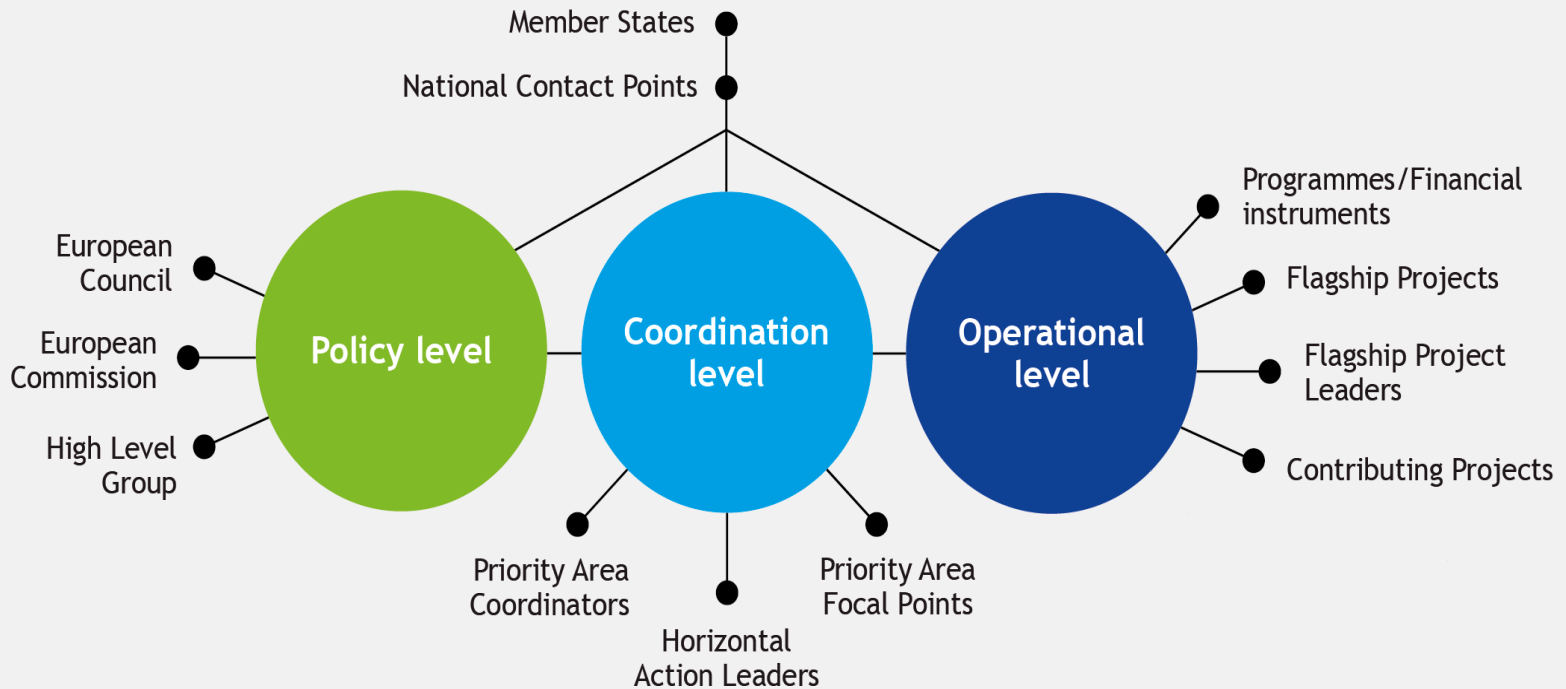 Member States
National Contact Points
European
Council
European
Commission
High Level
Group
Policy level
Coordination
level
Operational
level
Programmes/Financial
instruments
Flagship Projects
Flagship Project
Leaders
Contributing Projects
Priority Area
Coordinators
Horizontal
Action Leaders
Priority Area
Focal Points